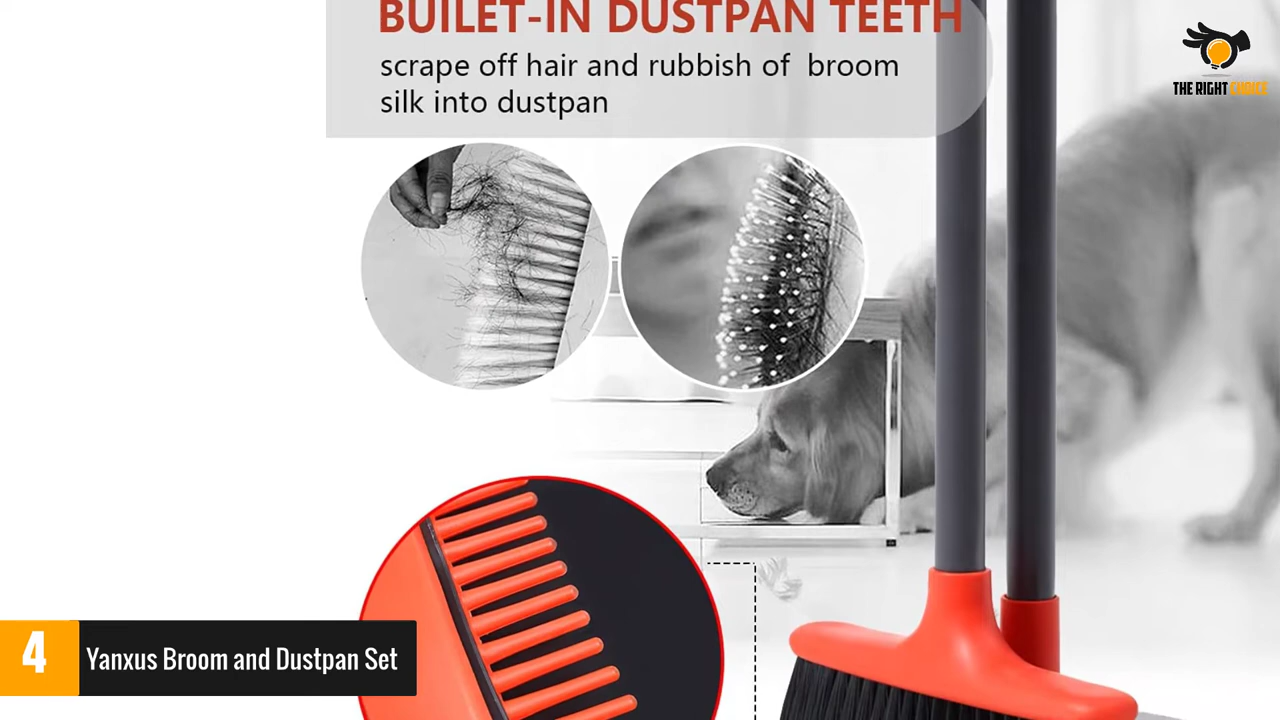 BUILET-IN DUSTPAN TEETH
scrape off hair and rubbish of broom
silk into dustpan
THE RIGHT CHOICE
4
Yanxus Broom and Dustpan Set